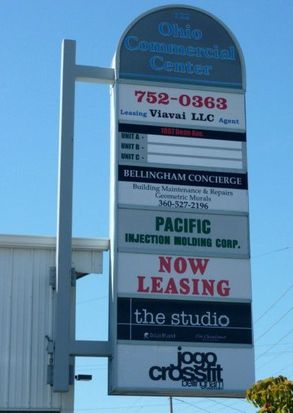 Ohio
Commercial
Center
752-0363
Leasing Viavai LLC Agent
UNIT A -
UNIT B -
UNIT C -
BELLINGHAM CONCIERGE
Building Maintenance & Repairs
Geometric Murals
360-527-2196
PACIFIC
INJECTION MOLDING CORP.
NOW
LEASING
the studio
jogo
crossfit
bellingham